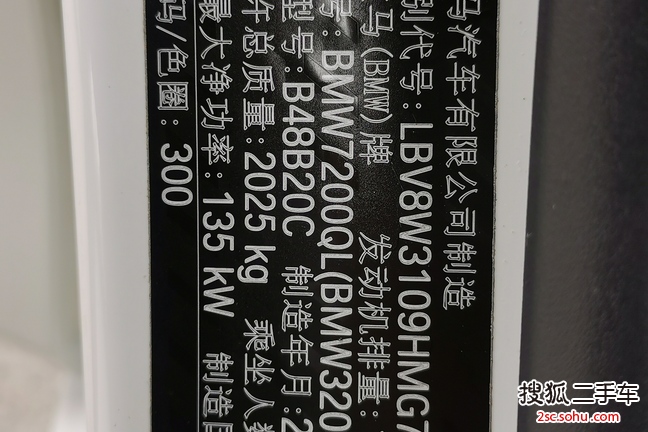 马汽车有限公司制造
别代号：LBV8W3109HMG7
马(BMW)牌 发动机排量：
号：BMW7200QL(BMW320
型号：B48B20C 制造年月：2
许总质量：2025 kg 乘坐人数
最大净功率：135 kW 制造国
码/色圈：300
搜狐二手车
2sc.sohu.com